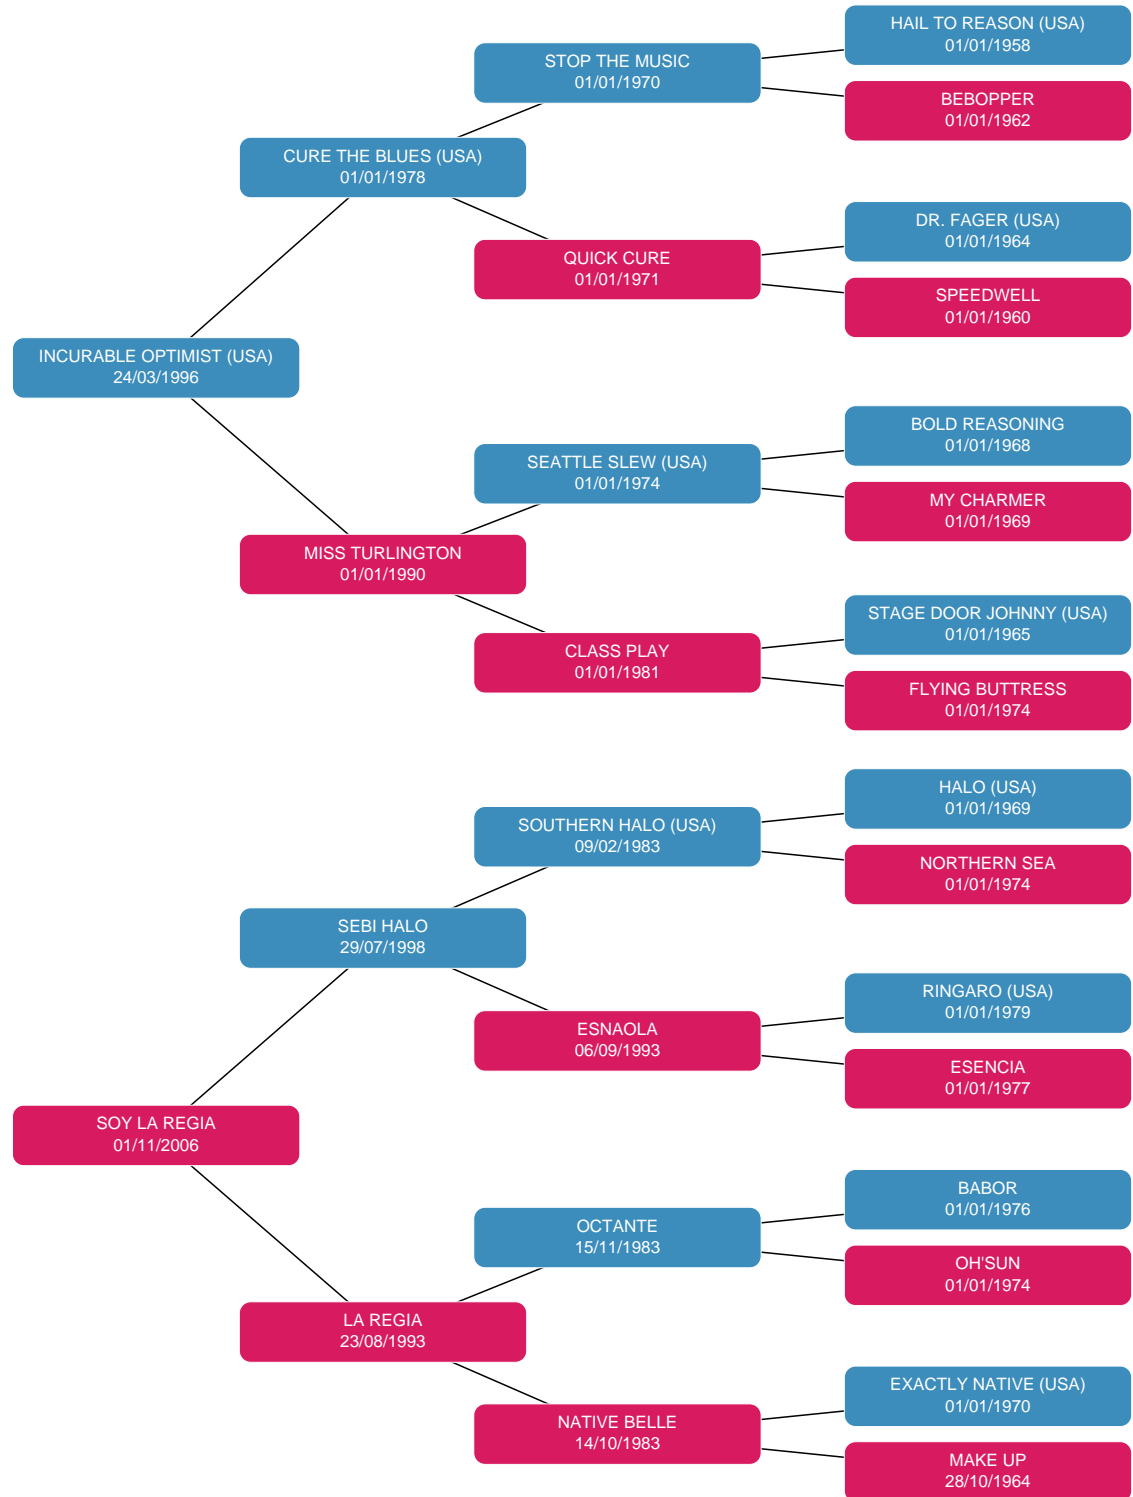 HAIL TO REASON (USA)
01/01/1958
STOP THE MUSIC
01/01/1970
BEBOPPER
01/01/1962
CURE THE BLUES (USA)
01/01/1978
DR. FAGER (USA)
01/01/1964
QUICK CURE
01/01/1971
SPEEDWELL
01/01/1960
INCURABLE OPTIMIST (USA)
24/03/1996
BOLD REASONING
01/01/1968
SEATTLE SLEW (USA)
01/01/1974
MY CHARMER
01/01/1969
MISS TURLINGTON
01/01/1990
STAGE DOOR JOHNNY (USA)
01/01/1965
CLASS PLAY
01/01/1981
FLYING BUTTRESS
01/01/1974
HALO (USA)
01/01/1969
SOUTHERN HALO (USA)
09/02/1983
NORTHERN SEA
01/01/1974
SEBI HALO
29/07/1998
RINGARO (USA)
01/01/1979
ESNAOLA
06/09/1993
ESENCIA
01/01/1977
SOY LA REGIA
01/11/2006
BABOR
01/01/1976
OCTANTE
15/11/1983
OH'SUN
01/01/1974
LA REGIA
23/08/1993
EXACTLY NATIVE (USA)
01/01/1970
NATIVE BELLE
14/10/1983
MAKE UP
28/10/1964